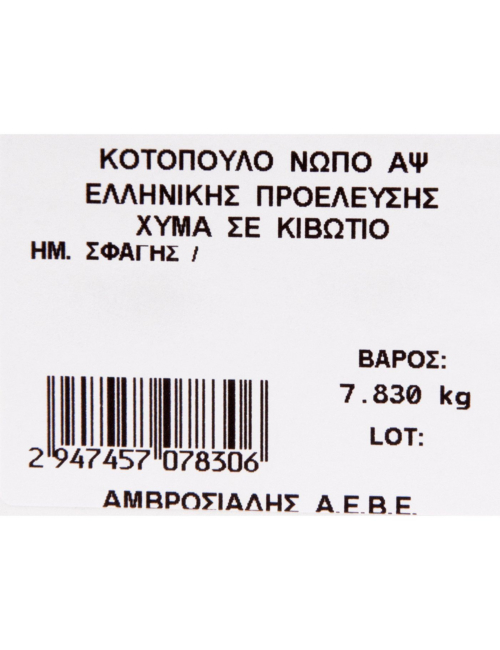 ΚΟΤΟΠΟΥΛΟ ΝΩΠΟ ΑΨ
ΕΛΛΗΝΙΚΗΣ ΠΡΟΕΛΕΥΣΗΣ
ΧΥΜΑ ΣΕ ΚΙΒΩΤΙΟ
ΗΜ. ΣΦΑΓΗΣ /
ΒΑΡΟΣ:
7.830 kg
LOT:
2 947457 078306
ΑΜΒΡΟΣΙΑΔΗΣ Α.Ε.Β.Ε.